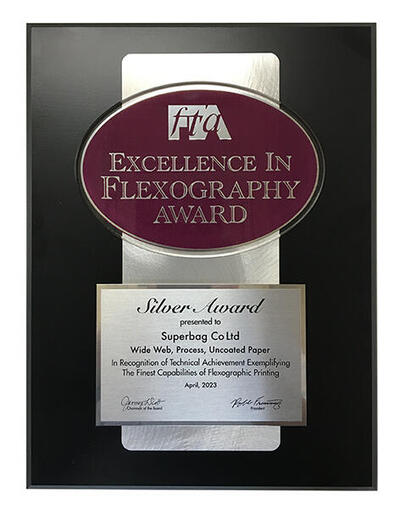 fta
EXCELLENCE IN
FLEXOGRAPHY
AWARD
Silver Award
presented to
Superbag Co Ltd
Wide Web, Process, Uncoated Paper
In Recognition of Technical Achievement Exemplifying
The Finest Capabilities of Flexographic Printing
April, 2023
Chairman of the Board President